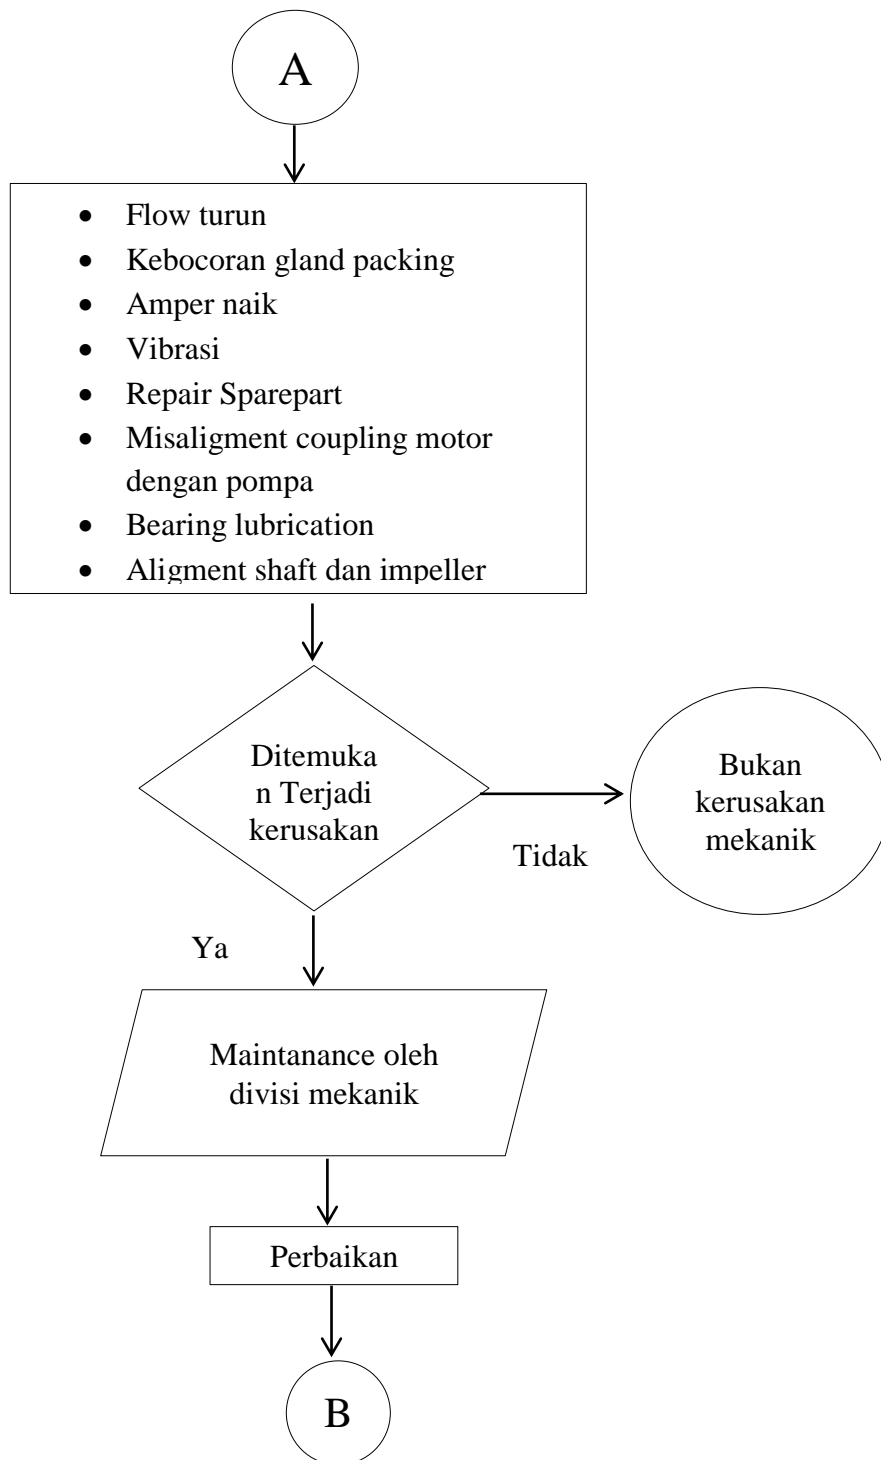 A
• Flow turun
• Kebocoran gland packing
• Amper naik
• Vibrasi
• Repair Sparepart
• Misaligment coupling motor
dengan pompa
• Bearing lubrication
• Aligment shaft dan impeller
Ditemuka
n Terjadi
kerusakan
Bukan
kerusakan
mekanik
Tidak
Ya
Maintanance oleh
divisi mekanik
Perbaikan
B